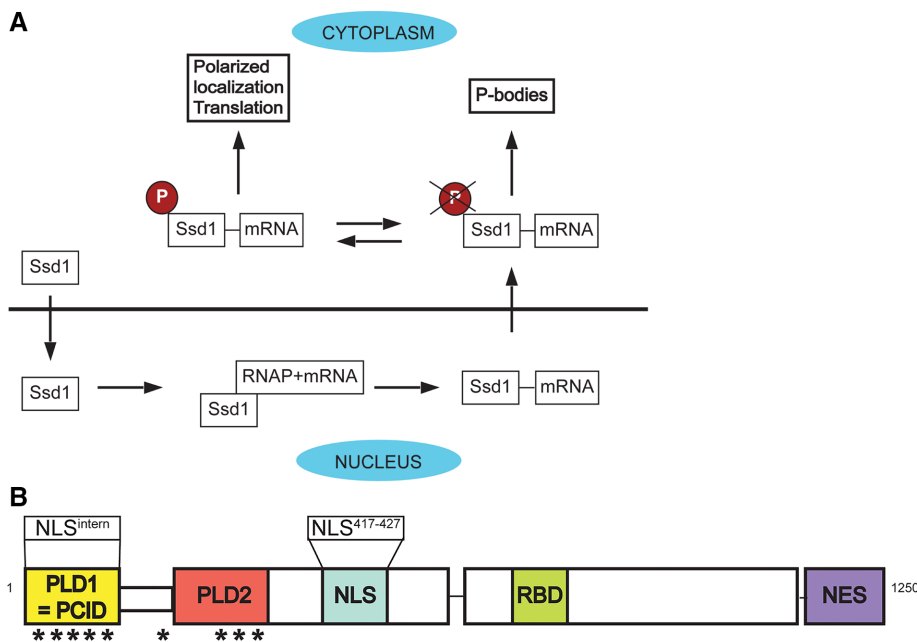 A
CYTOPLASM
Polarized
localization
Translation
P-bodies
P
P
Ssd1
mRNA
Ssd1
mRNA
Ssd1
Ssd1
RNAP+mRNA
Ssd1
Ssd1
mRNA
NUCLEUS
B
NLSintern
NLS417-427
1
PLD1
= PCID
PLD2
NLS
RBD
NES
1250
*****
*
***